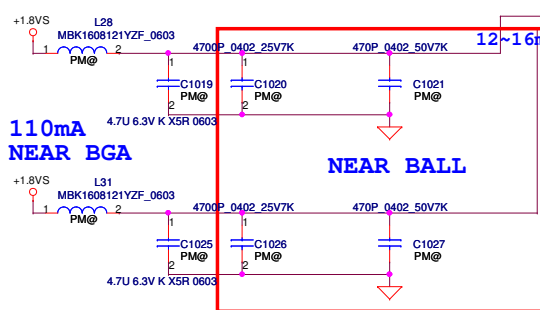 +1.8VS
L28
MBK1608121YZF_0603
1 2
PM@
4700P_0402_25V7K
470P_0402_50V7K
12~16m
1
1
C1019
PM@
C1020
PM@
C1021
PM@
2
2
4.7U 6.3V K X5R 0603
110mA
NEAR BGA
NEAR BALL
+1.8VS
L31
MBK1608121YZF_0603
1 2
PM@
4700P_0402_25V7K
470P_0402_50V7K
1
1
C1025
PM@
C1026
PM@
C1027
PM@
2
2
4.7U 6.3V K X5R 0603